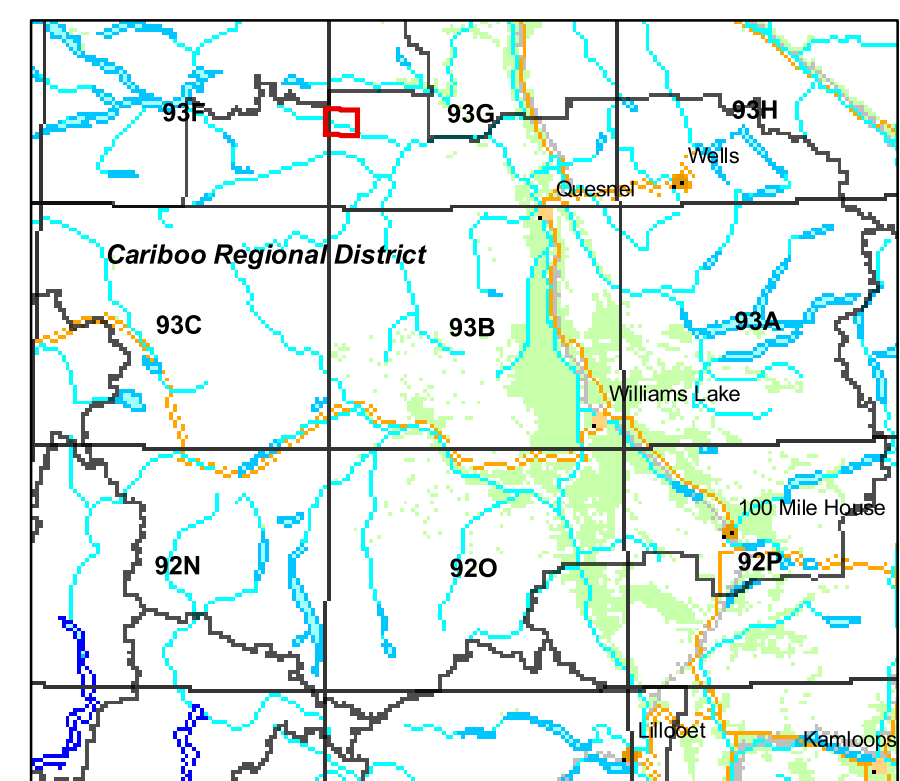 93F
93G
93H
Wells
Quesnel
Cariboo Regional District
93C
93B
93A
Williams Lake
100 Mile House
92N
92O
92P
Lillooet
Kamloops